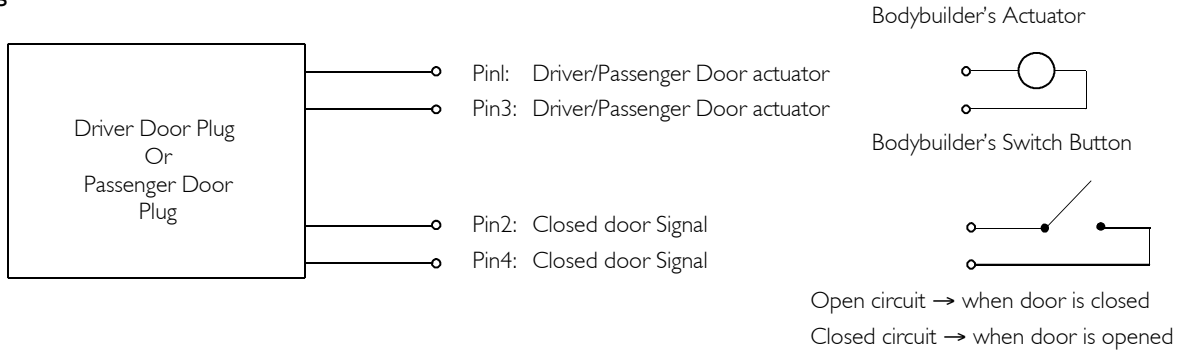 s
Bodybuilder's Actuator
Pin1: Driver/Passenger Door actuator
Pin3: Driver/Passenger Door actuator
Driver Door Plug
Or
Passenger Door
Plug
Bodybuilder's Switch Button
Pin2: Closed door Signal
Pin4: Closed door Signal
Open circuit → when door is closed
Closed circuit → when door is opened